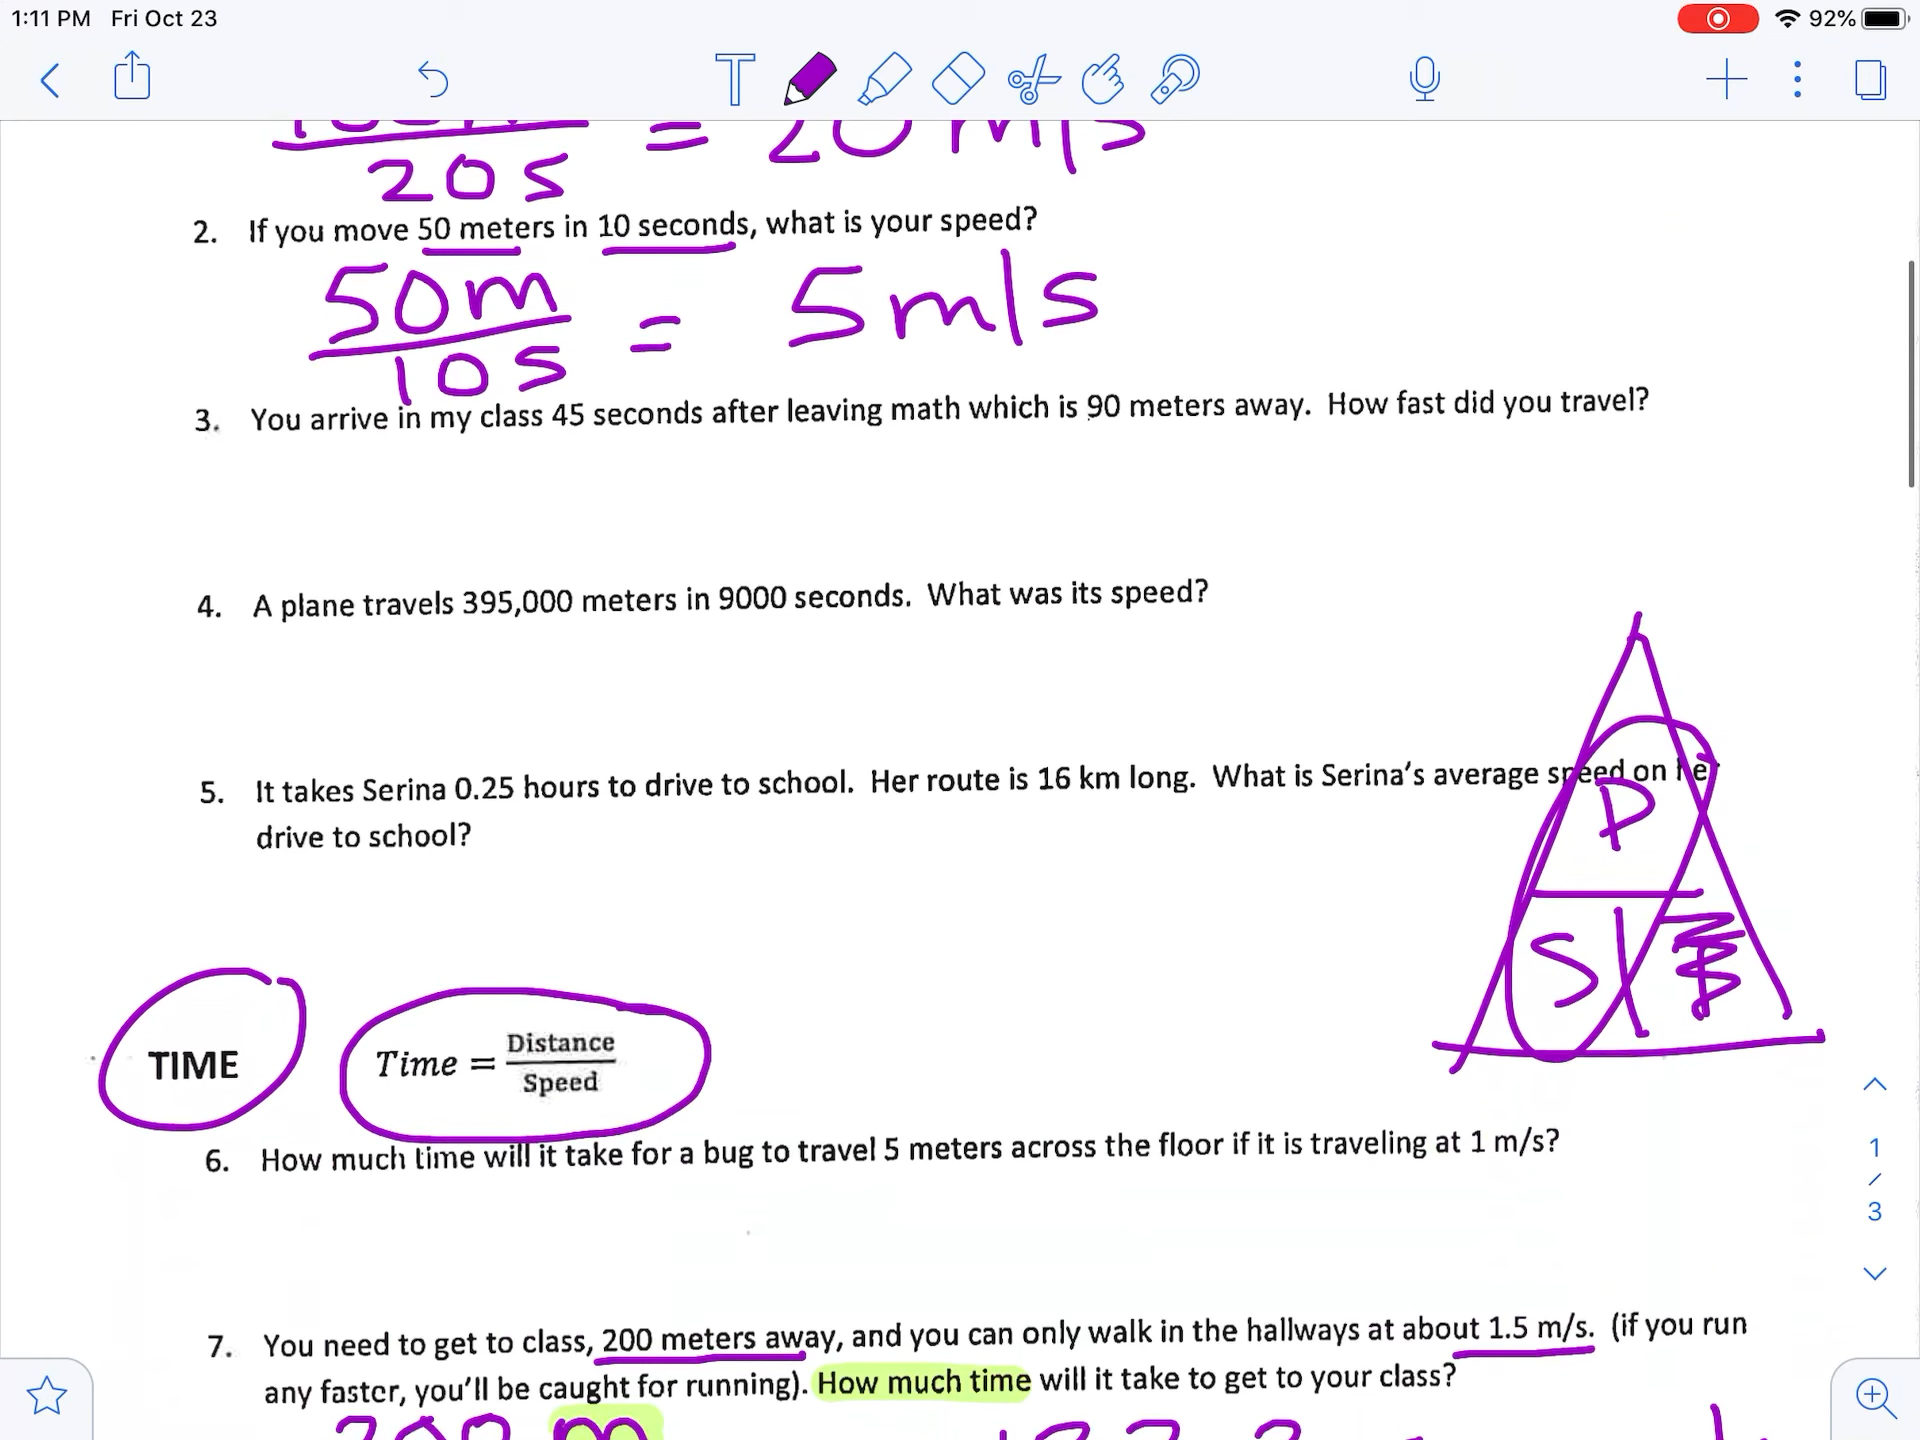 1:11 PM Fri Oct 23
92%
20s = 20 m/s
2. If you move 50 meters in 10 seconds, what is your speed?
50m
10s
= 5m/s
3. You arrive in my class 45 seconds after leaving math which is 90 meters away. How fast did you travel?
4. A plane travels 395,000 meters in 9000 seconds. What was its speed?
5. It takes Serina 0.25 hours to drive to school. Her route is 16 km long. What is Serina's average speed on her
drive to school?
D
S
TIME
Time = Distance
Speed
6. How much time will it take for a bug to travel 5 meters across the floor if it is traveling at 1 m/s?
1
/
3
7. You need to get to class, 200 meters away, and you can only walk in the hallways at about 1.5 m/s. (if you run
any faster, you'll be caught for running). How much time will it take to get to your class?